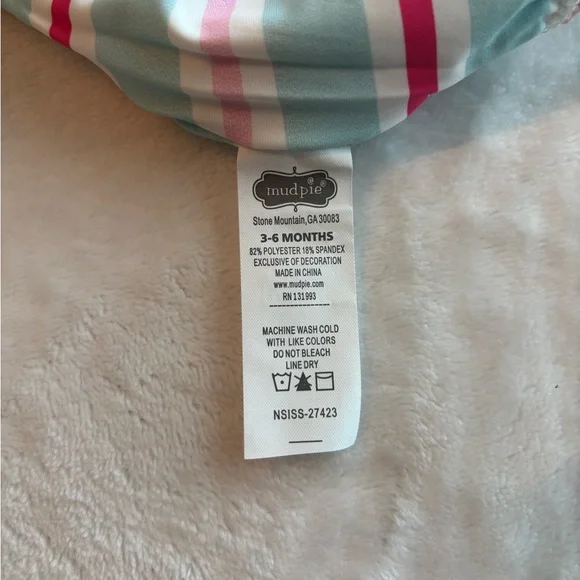 mudpie®
Stone Mountain,GA 30083
3-6 MONTHS
82% POLYESTER 18% SPANDEX
EXCLUSIVE OF DECORATION
MADE IN CHINA
www.mudpie.com
RN 131993
MACHINE WASH COLD
WITH LIKE COLORS
DO NOT BLEACH
LINE DRY
NSISS-27423